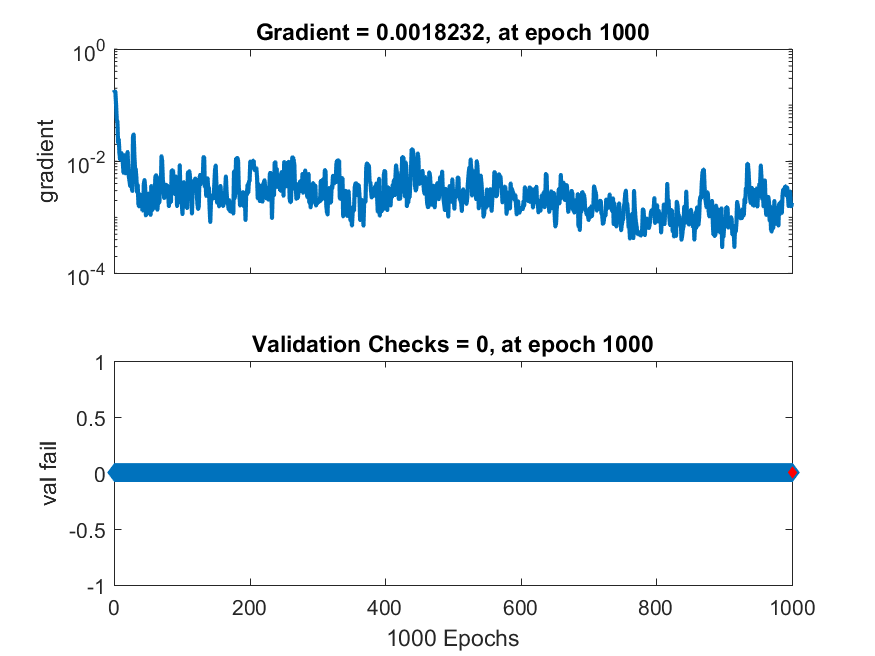 Gradient = 0.0018232, at epoch 1000
10^0
10^-2
10^-4
gradient
Validation Checks = 0, at epoch 1000
1
0.5
0
-0.5
-1
val fail
0 200 400 600 800 1000
1000 Epochs